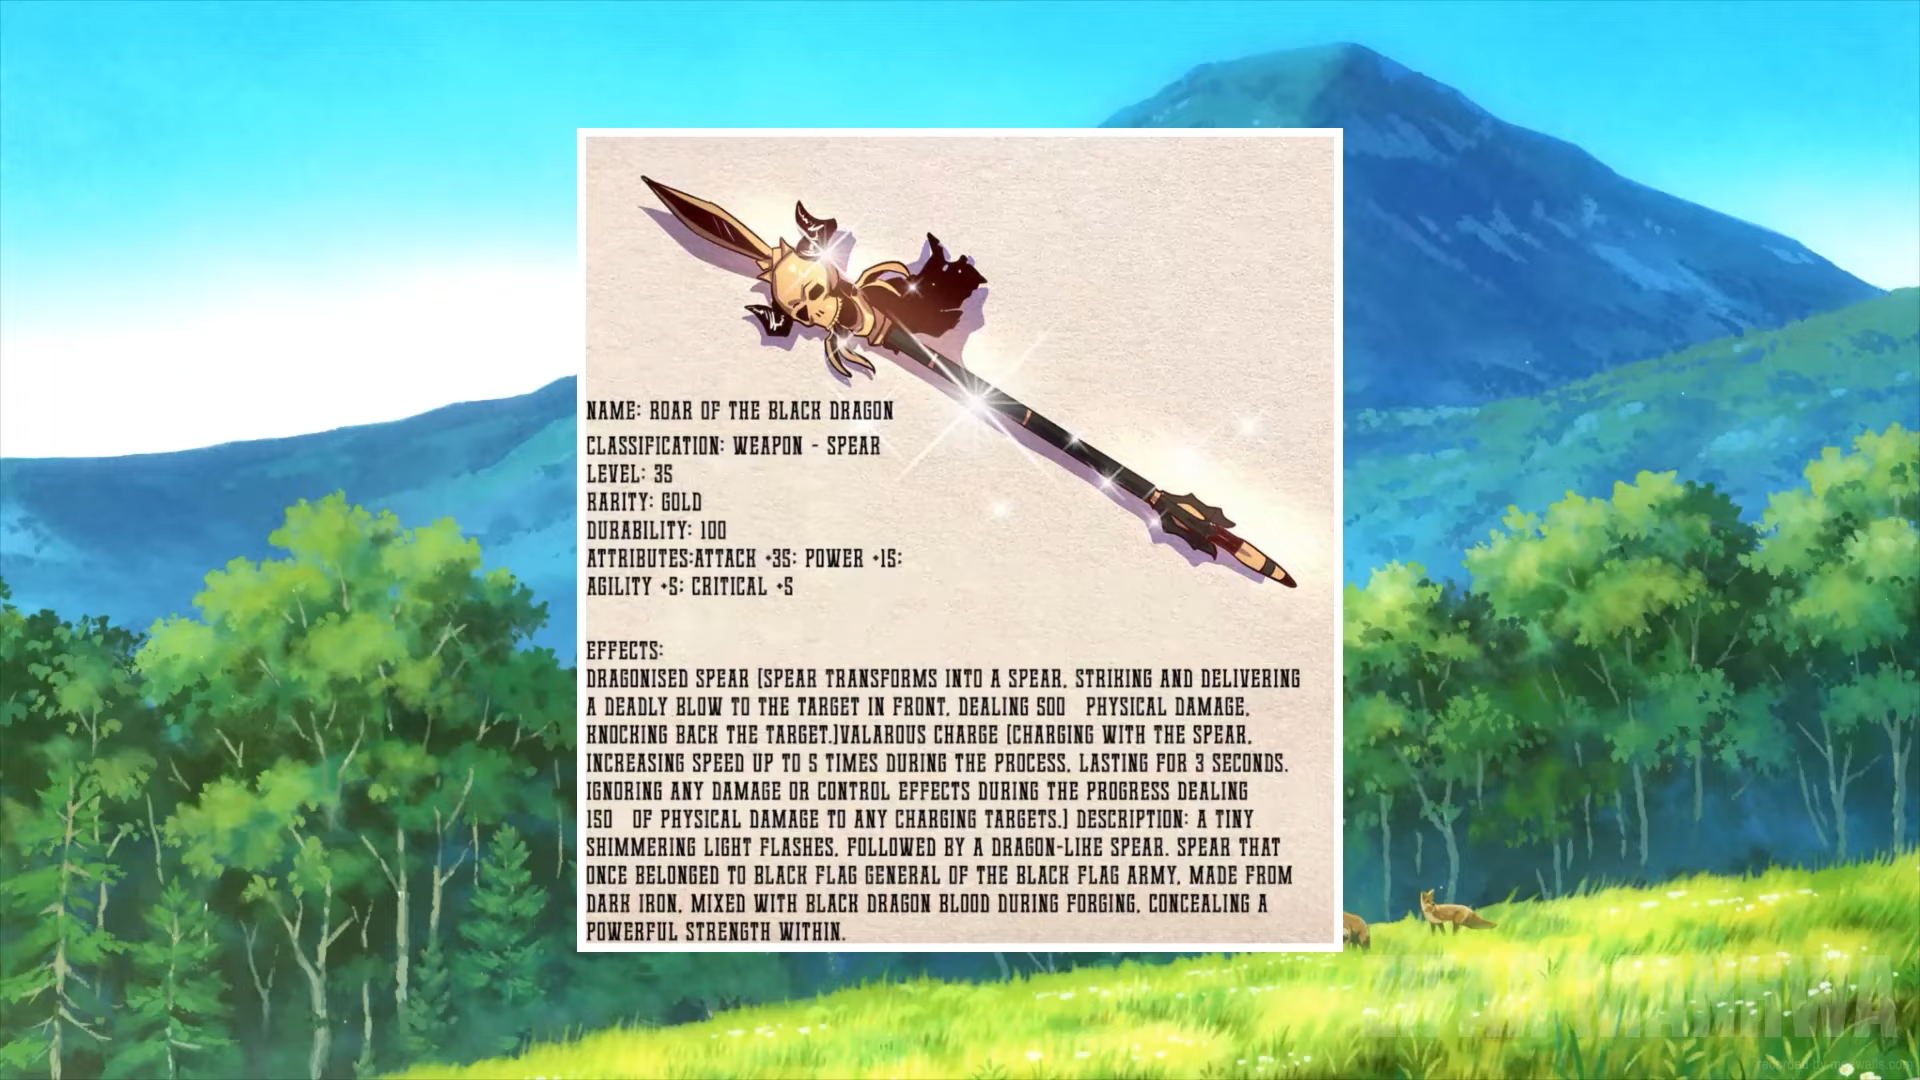 NAME: ROAR OF THE BLACK DRAGON
CLASSIFICATION: WEAPON - SPEAR
LEVEL: 35
RARITY: GOLD
DURABILITY: 100
ATTRIBUTES:ATTACK +35: POWER +15:
AGILITY +5: CRITICAL +5
EFFECTS:
DRAGONISED SPEAR [SPEAR TRANSFORMS INTO A SPEAR, STRIKING AND DELIVERING
A DEADLY BLOW TO THE TARGET IN FRONT, DEALING 500 PHYSICAL DAMAGE,
KNOCKING BACK THE TARGET.]VALAROUS CHARGE [CHARGING WITH THE SPEAR,
INCREASING SPEED UP TO 5 TIMES DURING THE PROCESS, LASTING FOR 3 SECONDS.
IGNORING ANY DAMAGE OR CONTROL EFFECTS DURING THE PROGRESS DEALING
150 OF PHYSICAL DAMAGE TO ANY CHARGING TARGETS.] DESCRIPTION: A TINY
SHIMMERING LIGHT FLASHES, FOLLOWED BY A DRAGON-LIKE SPEAR. SPEAR THAT
ONCE BELONGED TO BLACK FLAG GENERAL OF THE BLACK FLAG ARMY, MADE FROM
DARK IRON, MIXED WITH BLACK DRAGON BLOOD DURING FORGING, CONCEALING A
POWERFUL STRENGTH WITHIN.
MANHWA